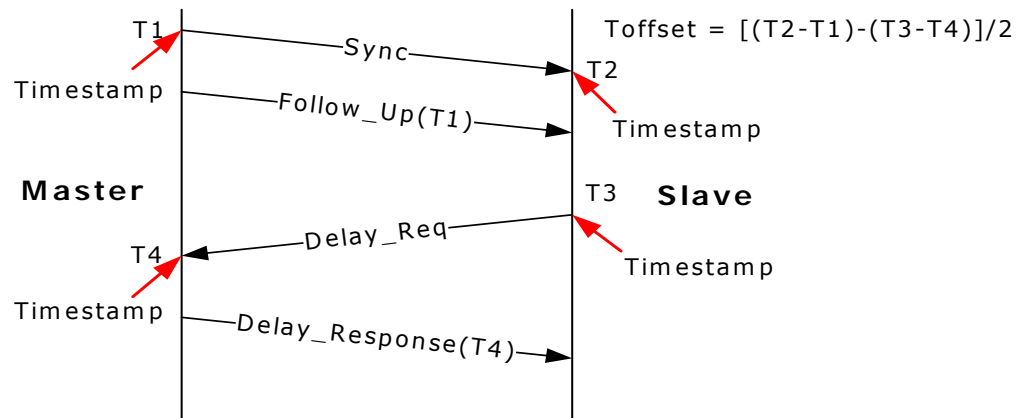 T1
Toffset = [(T2-T1)-(T3-T4)]/2
Sync
T2
Timestamp
Follow_Up(T1)
Timestamp
Master
T3
Slave
Delay_Req
T4
Timestamp
Timestamp
Delay_Response(T4)